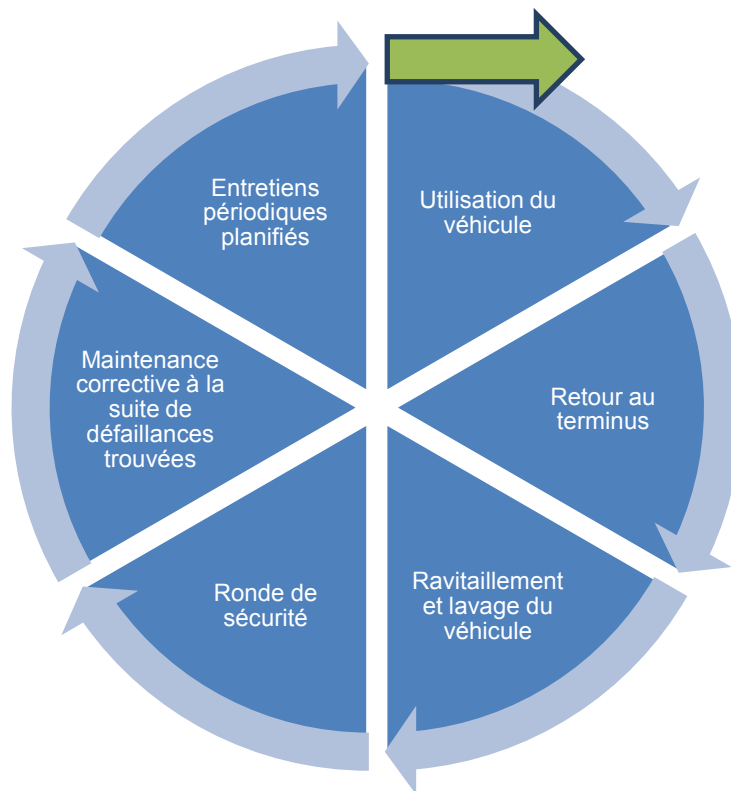 Utilisation du
véhicule
Retour au
terminus
Ravitaillement
et lavage du
véhicule
Ronde de
sécurité
Maintenance
corrective à la
suite de
défaillances
trouvées
Entretiens
périodiques
planifiés